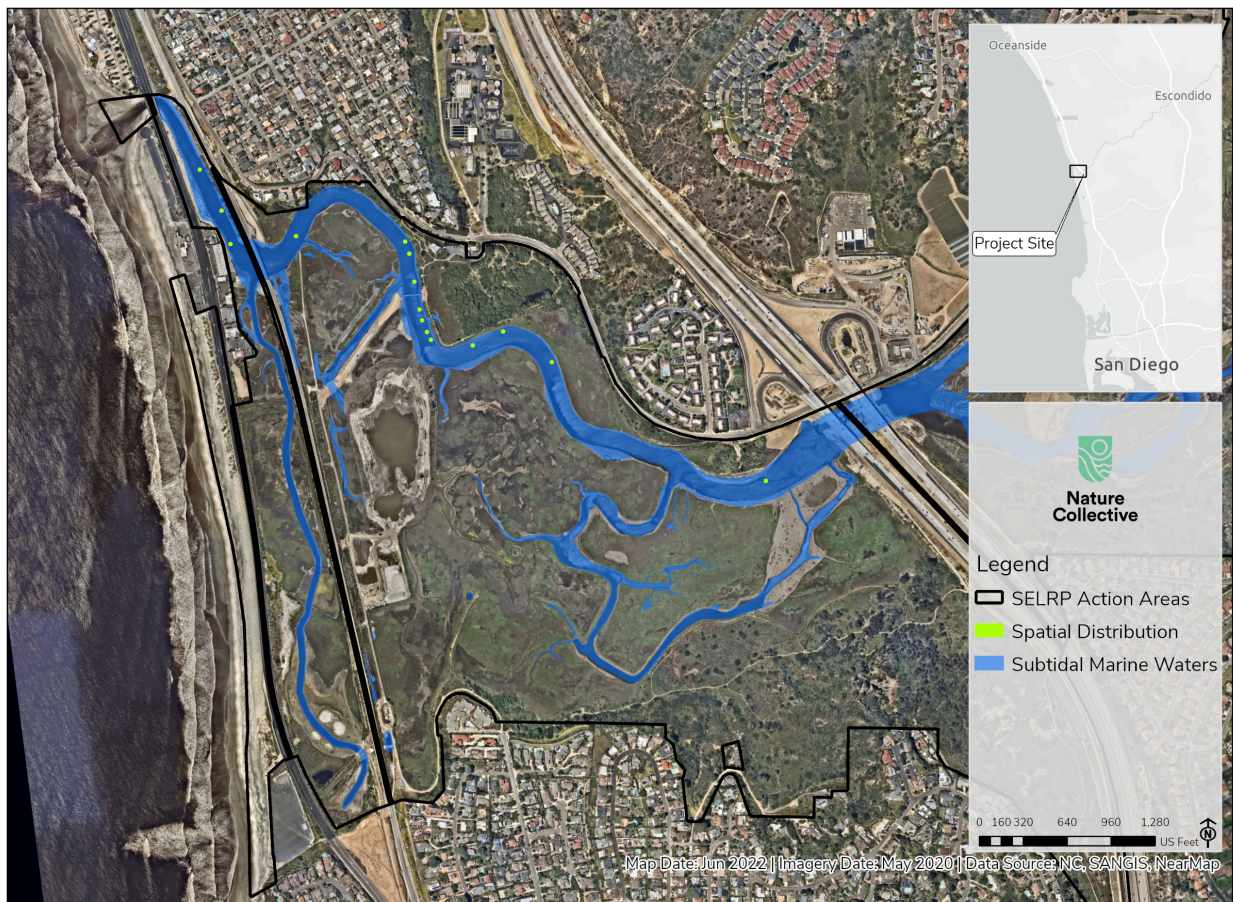 Oceanside
Escondido
Project Site
San Diego
Nature
Collective
Legend
SELRP Action Areas
Spatial Distribution
Subtidal Marine Waters
0 160 320 640 960 1,280
US Feet
N
Map Date: Jun 2022 | Imagery Date: May 2020 | Data Source: NC, SANGIS, NearMap